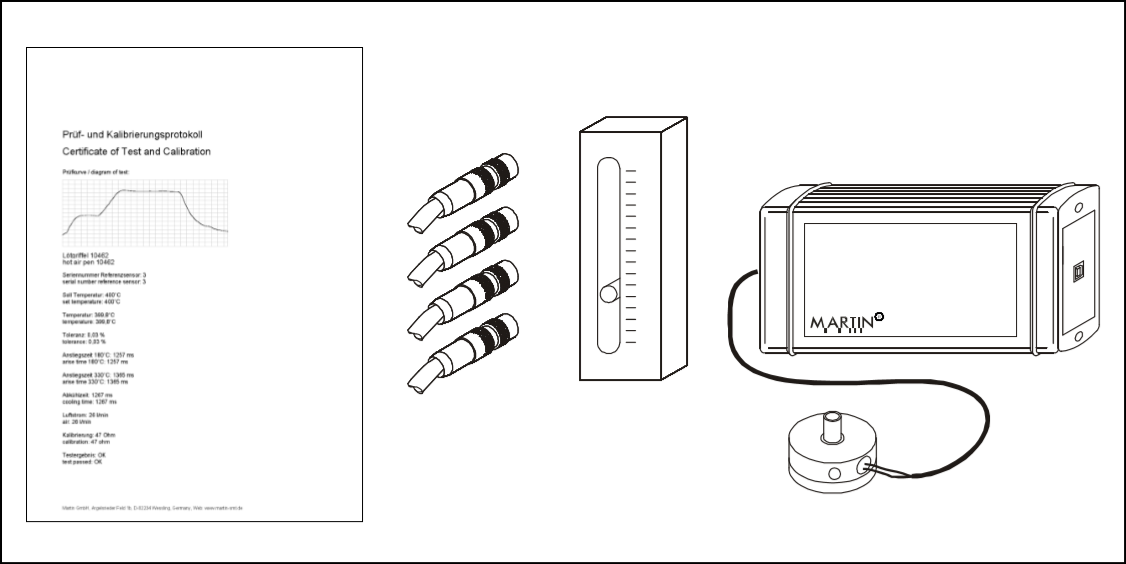 Prüf- und Kalibrierungsprotokoll
Certificate of Test and Calibration
Prüfkurve / diagram of test:
Lötgriffel 10462
hot air pen 10462
Seriennummer Referenzsensor: 3
serial number reference sensor: 3
Soll Temperatur: 400°C
set temperature: 400°C
Temperatur: 399,8°C
temperature: 399,8°C
Toleranz: 0.03 %
tolerance: 0.03 %
Anstiegszeit 160°C: 1257 ms
arise time 160°C: 1257 ms
Anstiegszeit 330°C: 1365 ms
arise time 330°C: 1365 ms
Abkühlzeit: 1267 ms
cooling time: 1267 ms
Luftstrom: 28 l/min
air: 28 l/min
Kalibrierung: 47 Ohm
calibration: 47 ohm
Testergebnis: OK
test passed: OK
Martin GmbH, Argelsrieder Feld 1b, D-82234 Wessling, Germany, Web: www.martin-smt.de
MARTIN